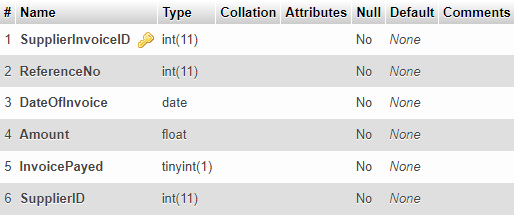 # Name Type Collation Attributes Null Default Comments
1 SupplierInvoiceID int(11) No None
2 ReferenceNo int(11) No None
3 DateOfInvoice date No None
4 Amount float No None
5 InvoicePayed tinyint(1) No None
6 SupplierID int(11) No None